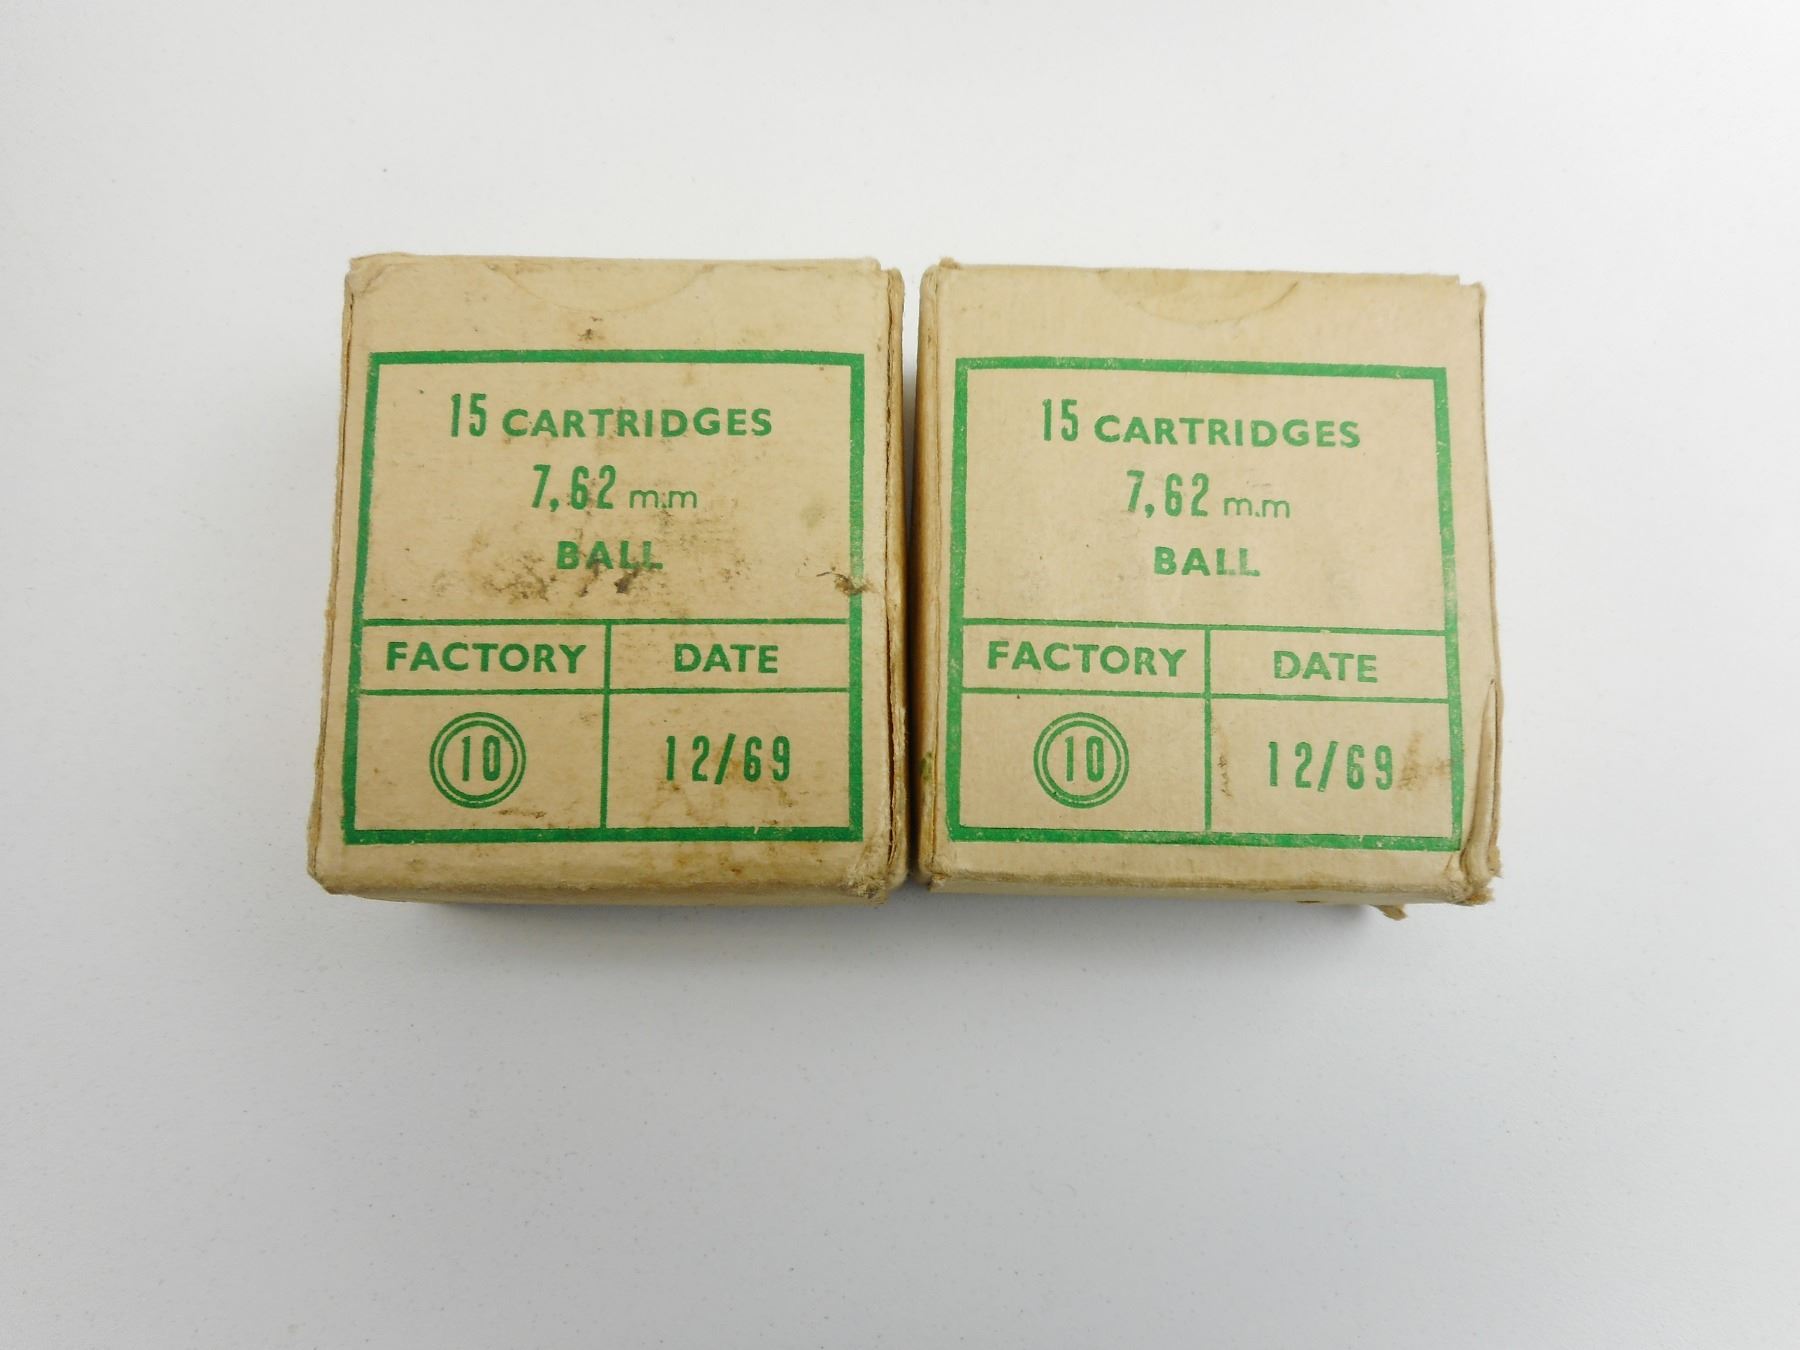 15 CARTRIDGES
7,62 m.m
BALL
FACTORY DATE
10 12/69
15 CARTRIDGES
7,62 m.m
BALL
FACTORY DATE
10 12/69